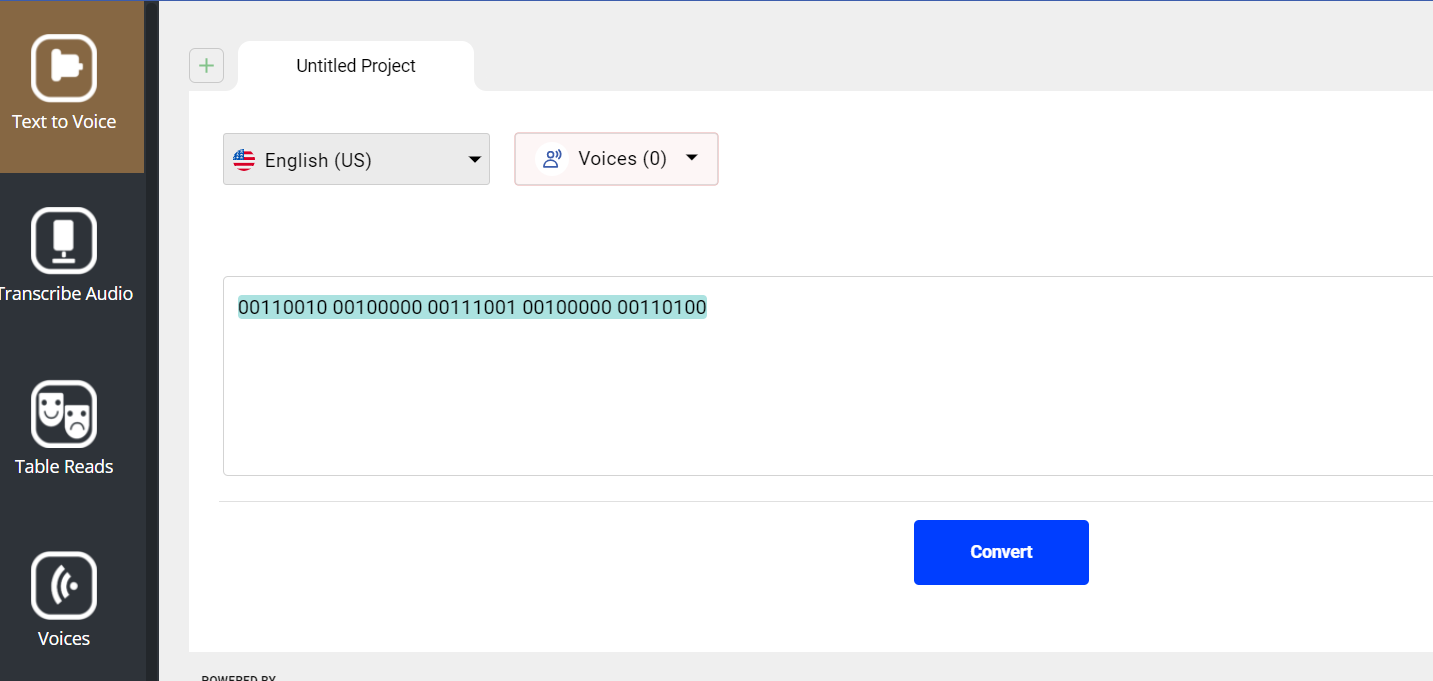 Text to Voice
Transcribe Audio
Table Reads
Voices
Untitled Project
English (US)
Voices (0)
00110010 00100000 00111001 00100000 00110100
Convert
POWERED BY